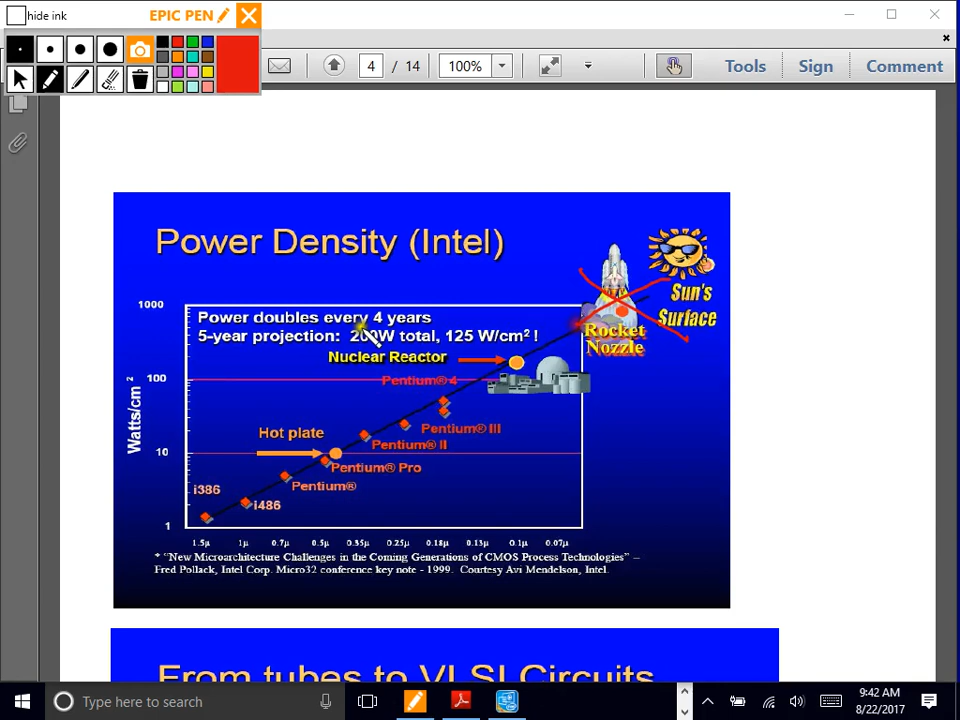 hide ink
EPIC PEN
4 / 14
100%
Tools
Sign
Comment
Power Density (Intel)
Sun's
Surface
Rocket
Nozzle
1000
Power doubles every 4 years
5-year projection: 200W total, 125 W/cm² !
Nuclear Reactor
100
Pentium® 4
Watts/cm²
Hot plate
Pentium® III
Pentium® II
10
Pentium® Pro
Pentium®
i386
i486
1
1.5µ 1µ 0.7µ 0.5µ 0.35µ 0.25µ 0.18µ 0.13µ 0.1µ 0.07µ
* "New Microarchitecture Challenges in the Coming Generations of CMOS Process Technologies" –
Fred Pollack, Intel Corp. Micro32 conference key note - 1999. Courtesy Avi Mendelson, Intel.
From tubes to VLSI Circuits
Type here to search
9:42 AM
8/22/2017